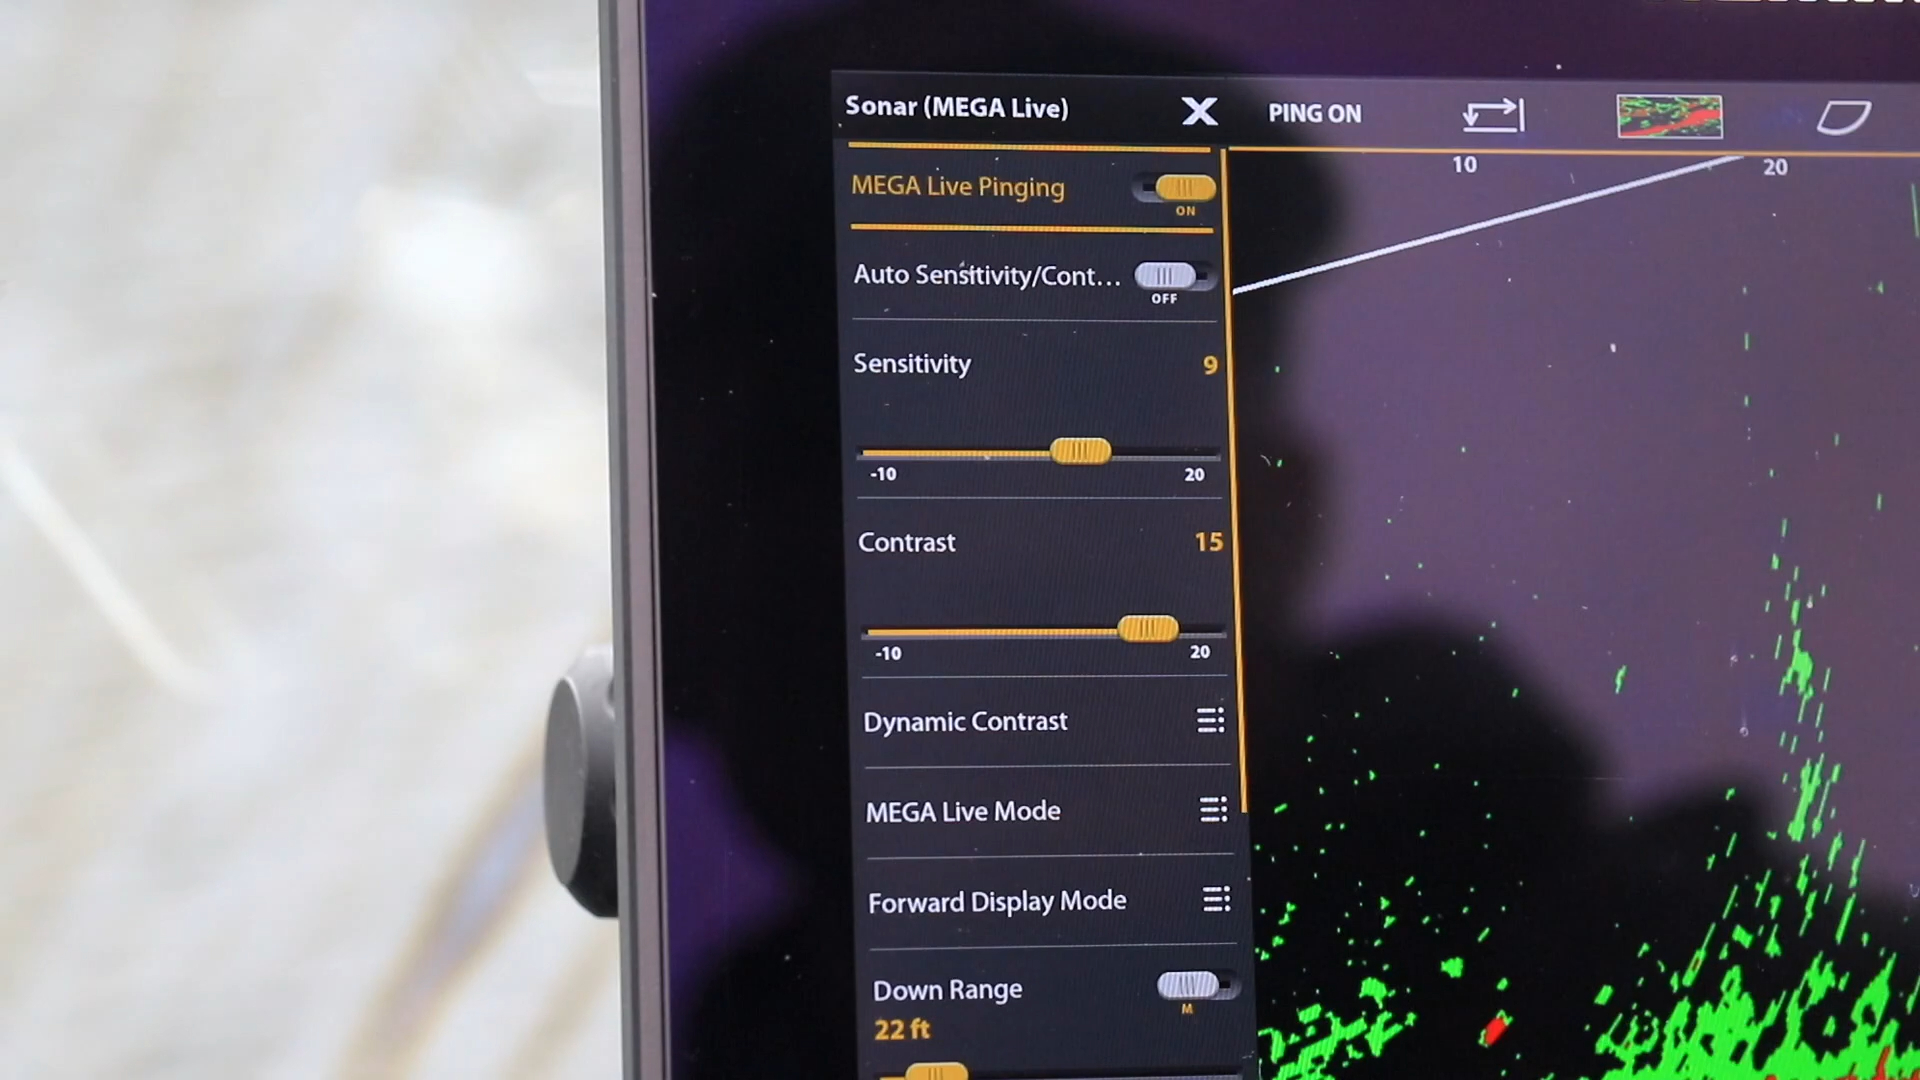 Sonar (MEGA Live)
PING ON
MEGA Live Pinging
ON
10
20
Auto Sensitivity/Cont...
OFF
Sensitivity
9
-10
20
Contrast
15
-10
20
Dynamic Contrast
MEGA Live Mode
Forward Display Mode
Down Range
M
22 ft